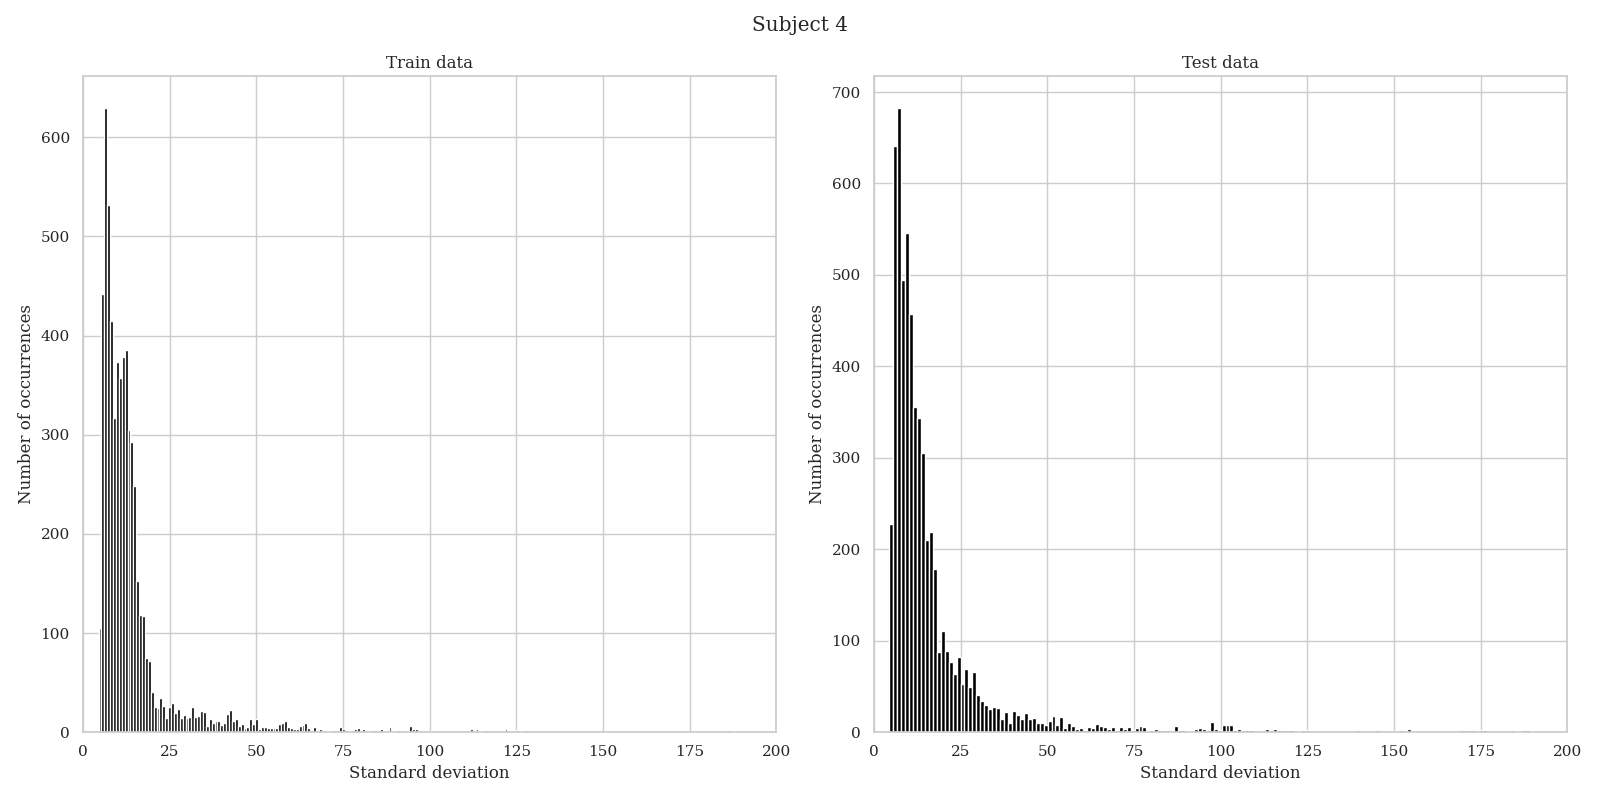 Subject 4
Train data
Number of occurrences
600
500
400
300
200
100
0
0 25 50 75 100 125 150 175 200
Standard deviation
Test data
Number of occurrences
700
600
500
400
300
200
100
0
0 25 50 75 100 125 150 175 200
Standard deviation